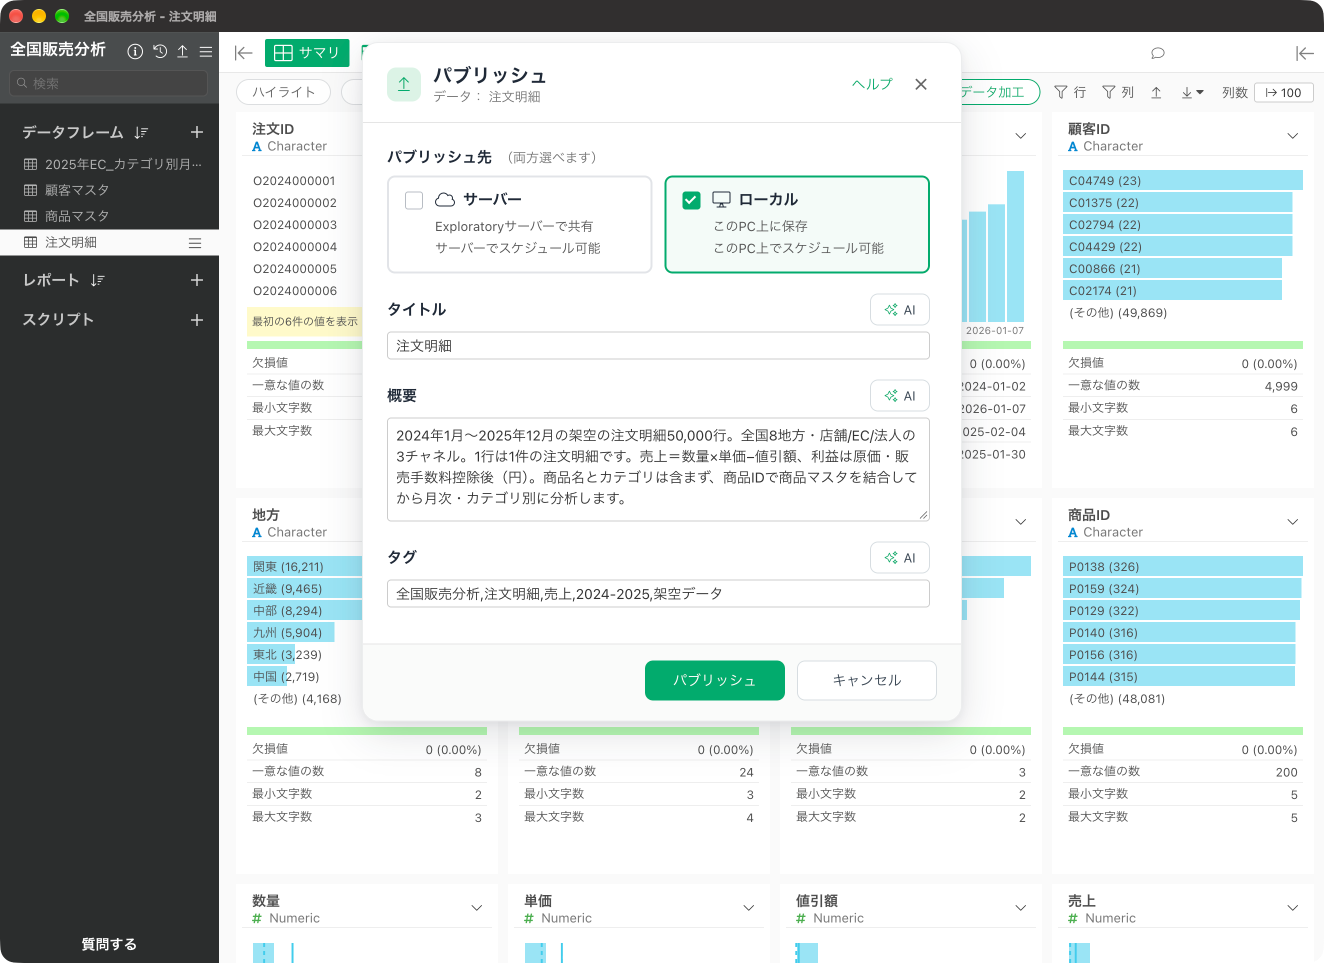 全国販売分析 - 注文明細
全国販売分析
検索
データフレーム
2025年EC_カテゴリ別月…
顧客マスタ
商品マスタ
注文明細
レポート
スクリプト
質問する
サマリ
ハイライト
データ加工
行
列
列数
100
パブリッシュ
データ： 注文明細
ヘルプ
パブリッシュ先 （両方選べます）
サーバー
Exploratoryサーバーで共有
サーバーでスケジュール可能
ローカル
このPC上に保存
このPC上でスケジュール可能
タイトル
AI
注文明細
概要
AI
2024年1月〜2025年12月の架空の注文明細50,000行。全国8地方・店舗/EC/法人の
3チャネル。1行は1件の注文明細です。売上＝数量×単価−値引額、利益は原価・販
売手数料控除後（円）。商品名とカテゴリは含まず、商品IDで商品マスタを結合して
から月次・カテゴリ別に分析します。
タグ
AI
全国販売分析,注文明細,売上,2024-2025,架空データ
パブリッシュ
キャンセル
注文ID
Character
O2024000001
O2024000002
O2024000003
O2024000004
O2024000005
O2024000006
最初の6件の値を表示
欠損値
一意な値の数
最小文字数
最大文字数
2026-01-07
0 (0.00%)
2024-01-02
2026-01-07
025-02-04
2025-01-30
顧客ID
Character
C04749 (23)
C01375 (22)
C02794 (22)
C04429 (22)
C00866 (21)
C02174 (21)
(その他) (49,869)
欠損値 0 (0.00%)
一意な値の数 4,999
最小文字数 6
最大文字数 6
地方
Character
関東 (16,211)
近畿 (9,465)
中部 (8,294)
九州 (5,904)
東北 (3,239)
中国 (2,719)
(その他) (4,168)
欠損値 0 (0.00%)
一意な値の数 8
最小文字数 2
最大文字数 3
欠損値 0 (0.00%)
一意な値の数 24
最小文字数 3
最大文字数 4
欠損値 0 (0.00%)
一意な値の数 3
最小文字数 2
最大文字数 2
商品ID
Character
P0138 (326)
P0159 (324)
P0129 (322)
P0140 (316)
P0156 (316)
P0144 (315)
(その他) (48,081)
欠損値 0 (0.00%)
一意な値の数 200
最小文字数 5
最大文字数 5
数量
# Numeric
単価
# Numeric
値引額
# Numeric
売上
# Numeric